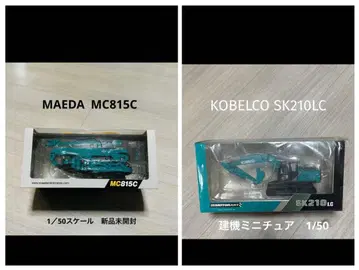 MAEDA MC815C
MC815C
1／50スケール 新品未開封
KOBELCO SK210LC
SK210LC
建機ミニチュア 1/50